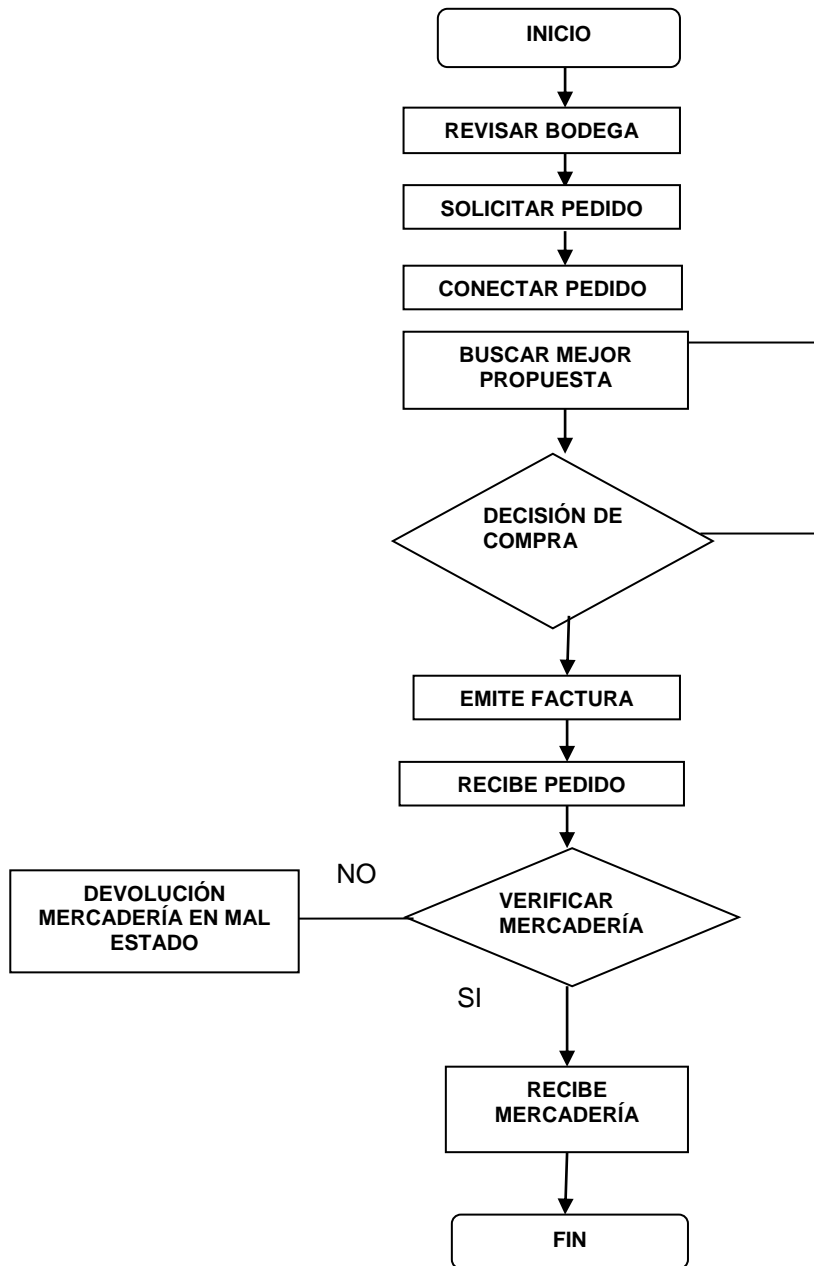 INICIO
REVISAR BODEGA
SOLICITAR PEDIDO
CONECTAR PEDIDO
BUSCAR MEJOR
PROPUESTA
DECISIÓN DE
COMPRA
EMITE FACTURA
RECIBE PEDIDO
NO
DEVOLUCIÓN
MERCADERÍA EN MAL
ESTADO
VERIFICAR
MERCADERÍA
SI
RECIBE
MERCADERÍA
FIN